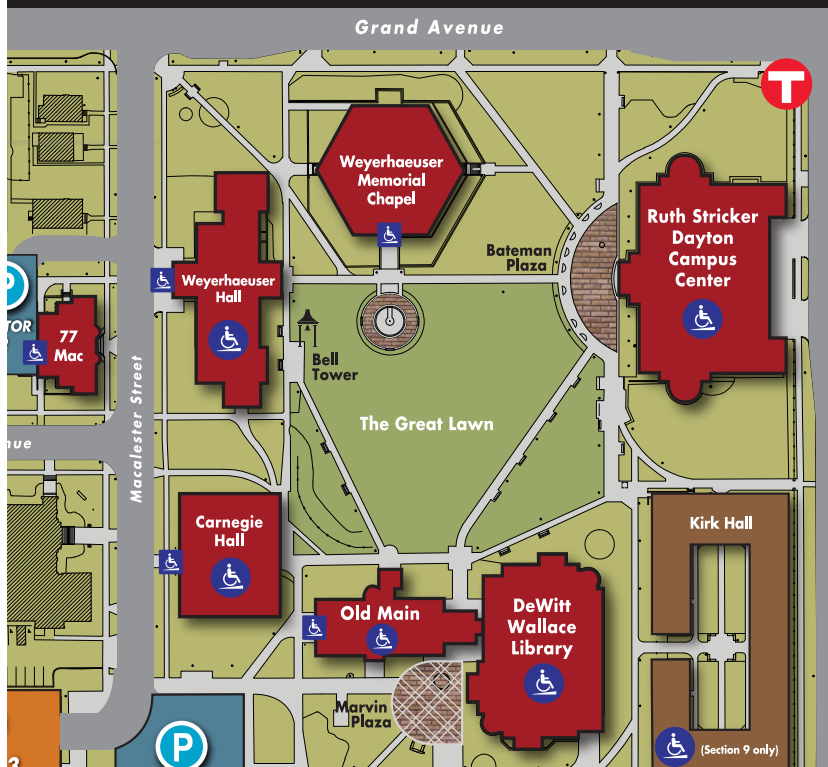 Grand Avenue
T
Weyerhaeuser
Memorial
Chapel
Ruth Stricker
Dayton
Campus
Center
Bateman
Plaza
Weyerhaeuser
Hall
P
77
Mac
Bell
Tower
Macalester Street
The Great Lawn
Carnegie
Hall
Kirk Hall
Old Main
DeWitt
Wallace
Library
Marvin
Plaza
P
(Section 9 only)